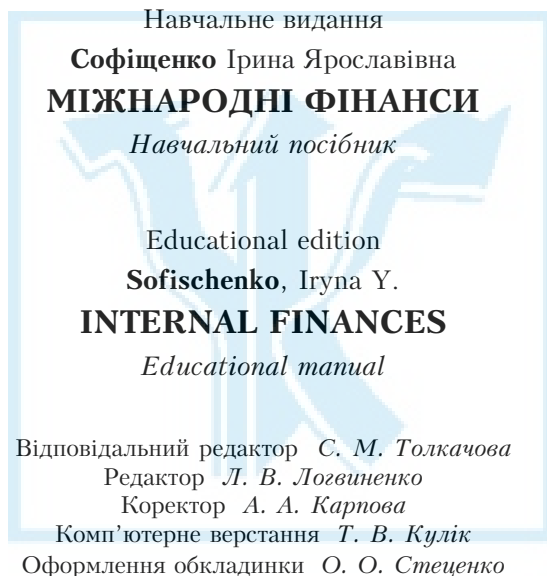 Навчальне видання
Софіщенко Ірина Ярославівна
МІЖНАРОДНІ ФІНАНСИ
Навчальний посібник
Educational edition
Sofischenko, Iryna Y.
INTERNAL FINANCES
Educational manual
Відповідальний редактор С. М. Толкачова
Редактор Л. В. Логвиненко
Коректор А. А. Карпова
Комп’ютерне верстання Т. В. Кулік
Оформлення обкладинки О. О. Стеценко